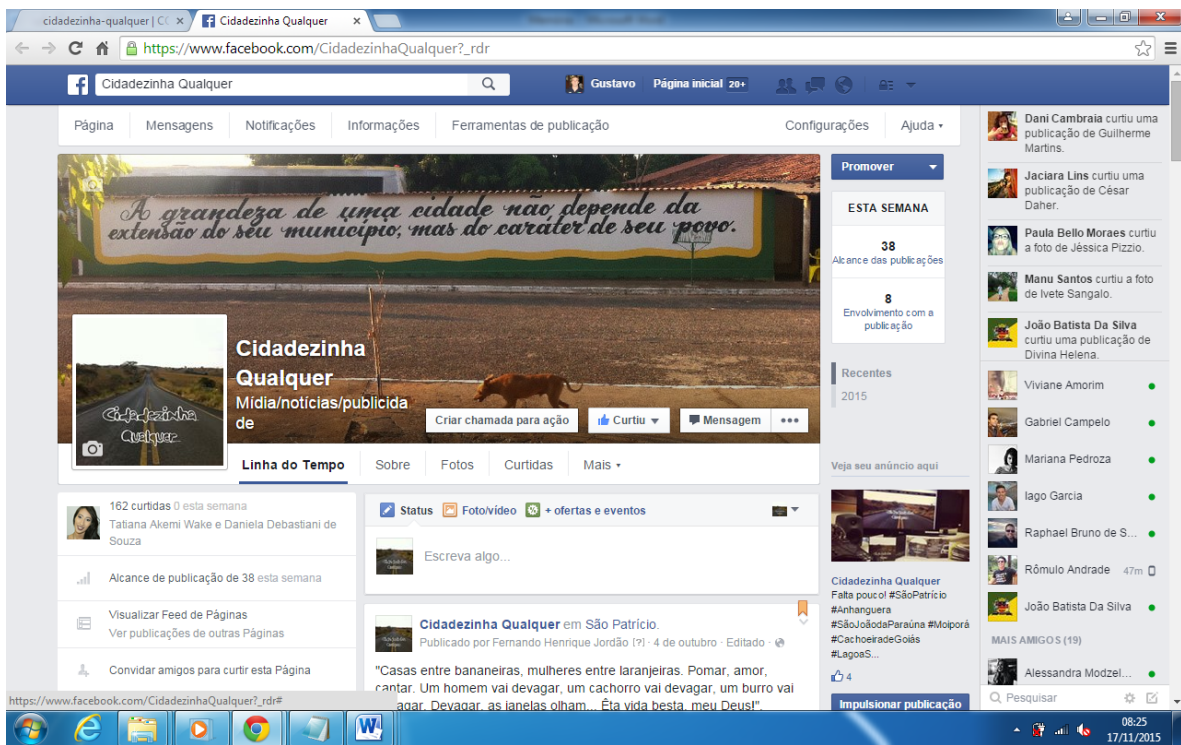 cidadezinha-qualquer | CC
Cidadezinha Qualquer
https://www.facebook.com/CidadezinhaQualquer?_rdr
Cidadezinha Qualquer
Gustavo
Página inicial 20+
Página
Mensagens
Notificações
Informações
Ferramentas de publicação
Configurações
Ajuda
A grandeza de uma cidade não depende da
extensão do seu município, mas do caráter de seu povo.
Cidadezinha
Qualquer
Cidadezinha
Qualquer
Mídia/notícias/publicida
de
Criar chamada para ação
Curtiu
Mensagem
Linha do Tempo
Sobre
Fotos
Curtidas
Mais
162 curtidas 0 esta semana
Tatiana Akemi Wake e Daniela Debastiani de
Souza
Alcance de publicação de 38 esta semana
Visualizar Feed de Páginas
Ver publicações de outras Páginas
Convidar amigos para curtir esta Página
Status
Foto/vídeo
+ ofertas e eventos
Escreva algo...
Cidadezinha Qualquer em São Patrício.
Publicado por Fernando Henrique Jordão [?] · 4 de outubro · Editado ·
"Casas entre bananeiras, mulheres entre laranjeiras. Pomar, amor,
cantar. Um homem vai devagar, um cachorro vai devagar, um burro vai
agar. Devagar, as janelas olham... Êta vida besta, meu Deus!".
Promover
ESTA SEMANA
38
Alcance das publicações
8
Envolvimento com a
publicação
Recentes
2015
Veja seu anúncio aqui
Cidadezinha Qualquer
Falta pouco! #SãoPatrício
#Anhanguera
#SãoJoãodaParaúna #Moiporá
#CachoeiradeGoiás
#LagoaS...
4
Impulsionar publicação
Dani Cambraia curtiu uma
publicação de Guilherme
Martins.
Jaciara Lins curtiu uma
publicação de César
Daher.
Paula Bello Moraes curtiu
a foto de Jéssica Pizzio.
Manu Santos curtiu a foto
de Ivete Sangalo.
João Batista Da Silva
curtiu uma publicação de
Divina Helena.
Viviane Amorim
Gabriel Campelo
Mariana Pedroza
Iago Garcia
Raphael Bruno de S...
Rômulo Andrade 47m
João Batista Da Silva
MAIS AMIGOS (19)
Alessandra Modzel...
Pesquisar
https://www.facebook.com/CidadezinhaQualquer?_rdr#
08:25
17/11/2015